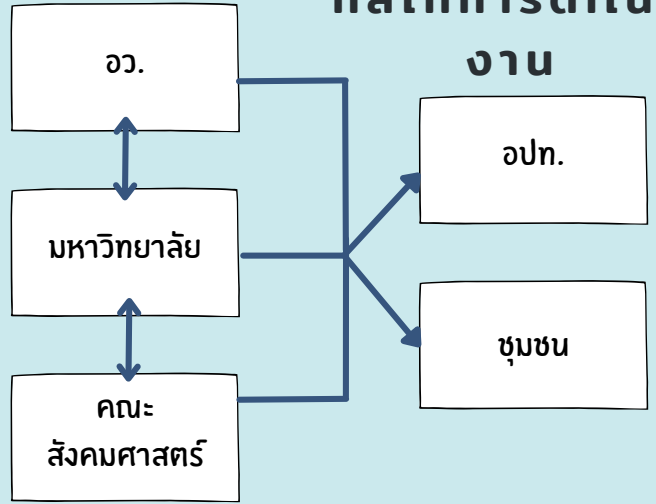 งาน
อว.
อปท.
มหาวิทยาลัย
ชุมชน
คณะ
สังคมศาสตร์